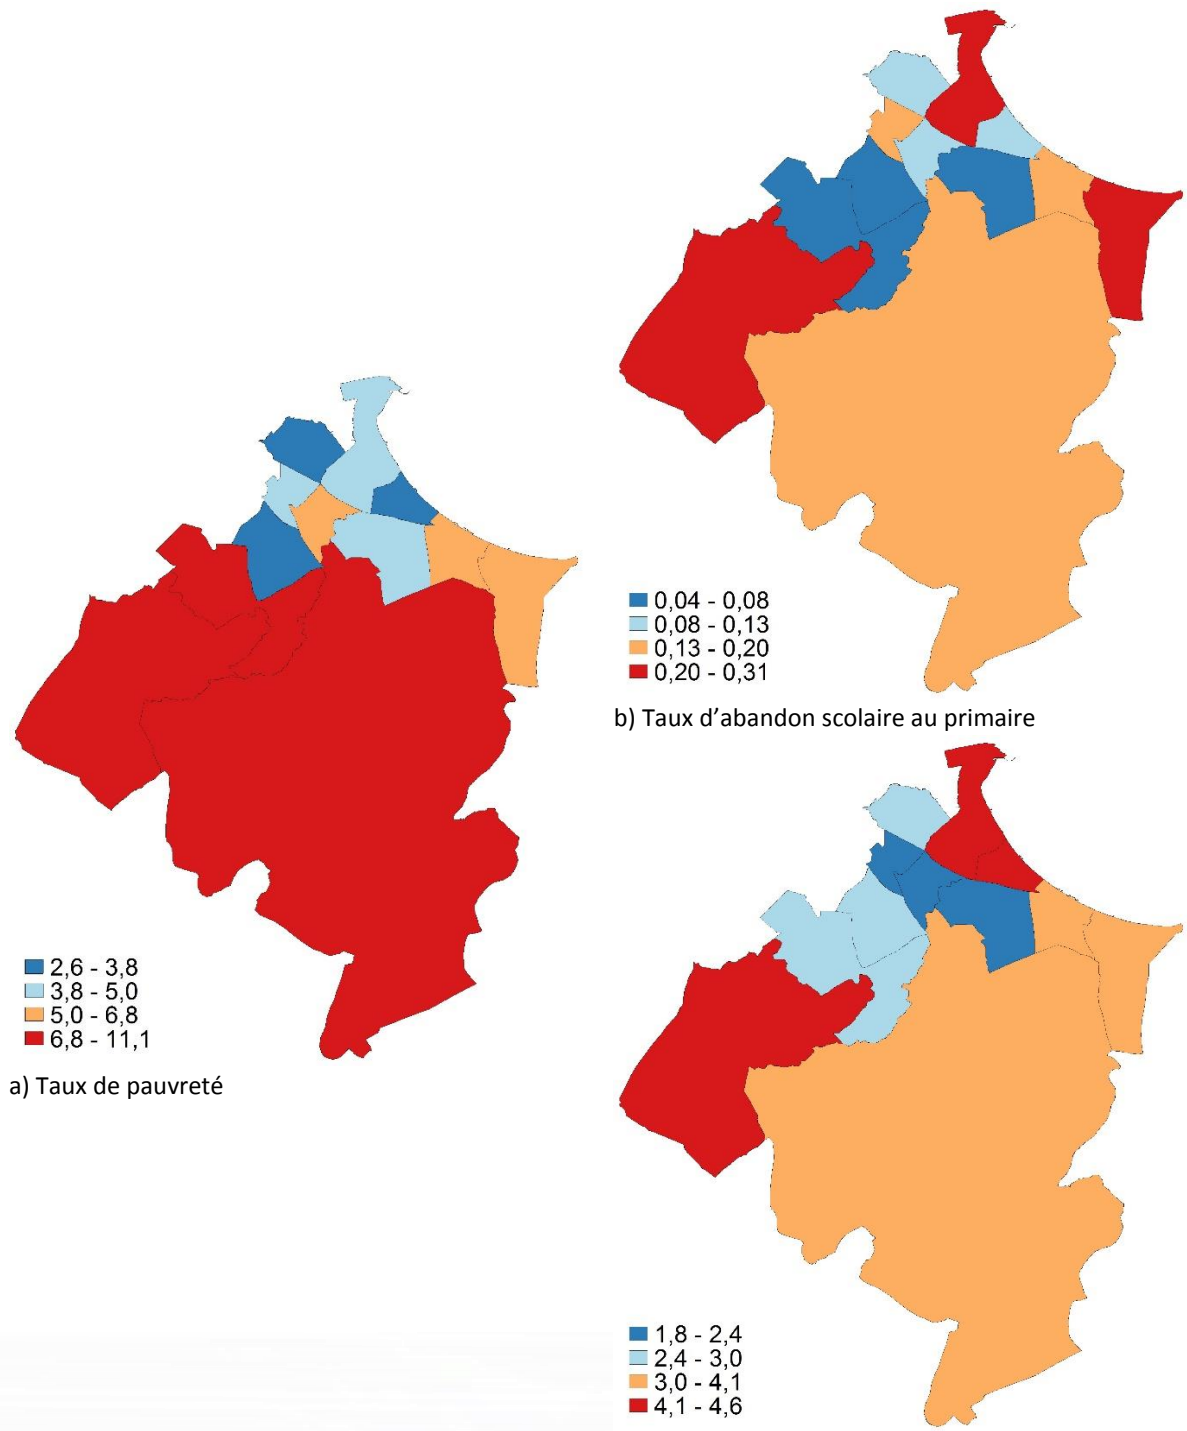 2,6 - 3,8
3,8 - 5,0
5,0 - 6,8
6,8 - 11,1
a) Taux de pauvreté
0,04 - 0,08
0,08 - 0,13
0,13 - 0,20
0,20 - 0,31
b) Taux d’abandon scolaire au primaire
1,8 - 2,4
2,4 - 3,0
3,0 - 4,1
4,1 - 4,6